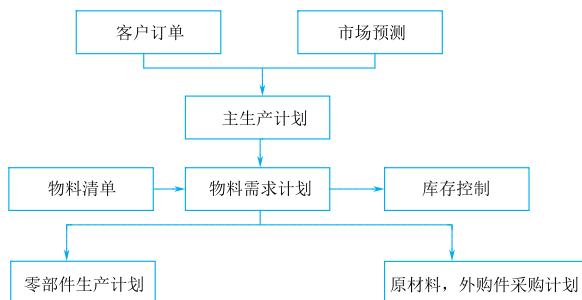 客户订单
市场预测
主生产计划
物料清单
物料需求计划
库存控制
零部件生产计划
原材料，外购件采购计划